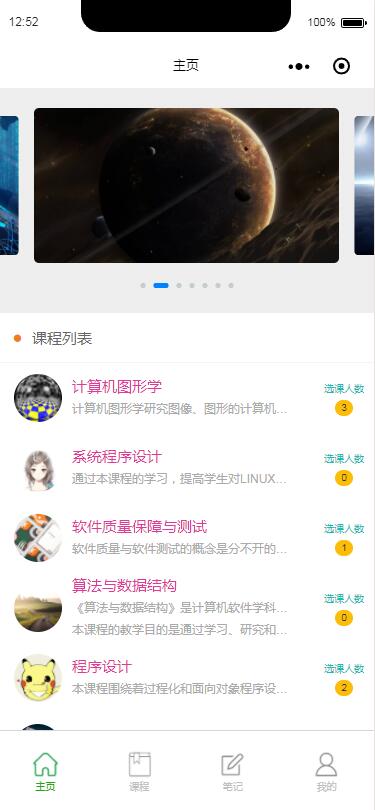 12:52
100%
主页
课程列表
计算机图形学
选课人数
计算机图形学研究图像、图形的计算机...
3
系统程序设计
选课人数
通过本课程的学习，提高学生对LINUX...
0
软件质量保障与测试
选课人数
软件质量与软件测试的概念是分不开的...
1
算法与数据结构
选课人数
《算法与数据结构》是计算机软件学科...
0
本课程的教学目的是通过学习、研究和...
程序设计
选课人数
本课程围绕着过程化和面向对象程序设...
2
主页
课程
笔记
我的